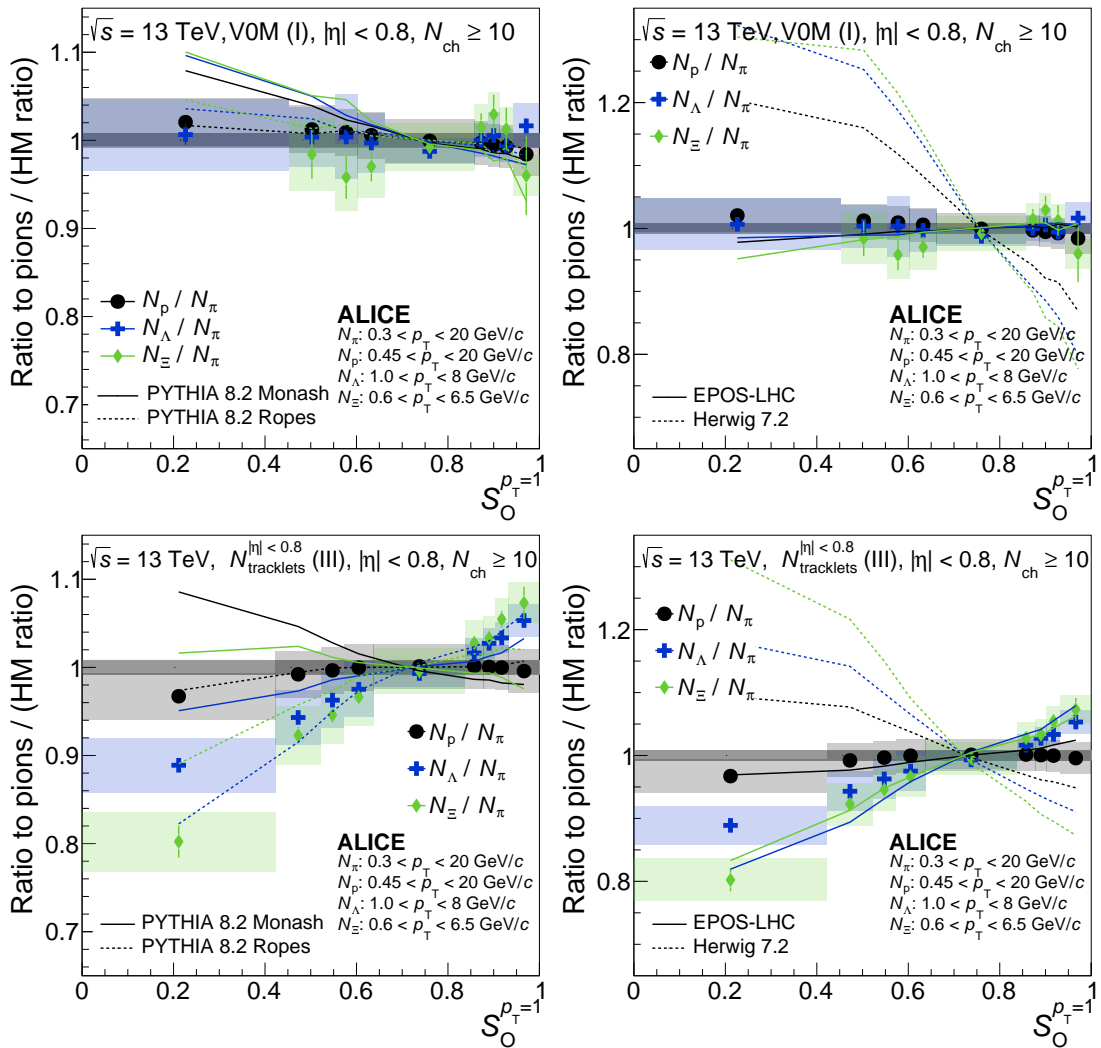 √s = 13 TeV,V0M (I), |η| < 0.8, N_ch ≥ 10
1.1
1
0.9
0.8
0.7
Ratio to pions / (HM ratio)
N_p / N_π
N_Λ / N_π
N_Ξ / N_π
PYTHIA 8.2 Monash
PYTHIA 8.2 Ropes
ALICE
N_π: 0.3 < p_T < 20 GeV/c
N_p: 0.45 < p_T < 20 GeV/c
N_Λ: 1.0 < p_T < 8 GeV/c
N_Ξ: 0.6 < p_T < 6.5 GeV/c
0 0.2 0.4 0.6 0.8 1
S_O^{p_T=1}
√s = 13 TeV,V0M (I), |η| < 0.8, N_ch ≥ 10
1.2
1
0.8
Ratio to pions / (HM ratio)
N_p / N_π
N_Λ / N_π
N_Ξ / N_π
ALICE
N_π: 0.3 < p_T < 20 GeV/c
N_p: 0.45 < p_T < 20 GeV/c
N_Λ: 1.0 < p_T < 8 GeV/c
N_Ξ: 0.6 < p_T < 6.5 GeV/c
EPOS-LHC
Herwig 7.2
0 0.2 0.4 0.6 0.8 1
S_O^{p_T=1}
√s = 13 TeV, N_tracklets^{|η| < 0.8} (III), |η| < 0.8, N_ch ≥ 10
1.1
1
0.9
0.8
0.7
Ratio to pions / (HM ratio)
N_p / N_π
N_Λ / N_π
N_Ξ / N_π
ALICE
N_π: 0.3 < p_T < 20 GeV/c
N_p: 0.45 < p_T < 20 GeV/c
N_Λ: 1.0 < p_T < 8 GeV/c
N_Ξ: 0.6 < p_T < 6.5 GeV/c
PYTHIA 8.2 Monash
PYTHIA 8.2 Ropes
0 0.2 0.4 0.6 0.8 1
S_O^{p_T=1}
√s = 13 TeV, N_tracklets^{|η| < 0.8} (III), |η| < 0.8, N_ch ≥ 10
1.2
1
0.8
Ratio to pions / (HM ratio)
N_p / N_π
N_Λ / N_π
N_Ξ / N_π
ALICE
N_π: 0.3 < p_T < 20 GeV/c
N_p: 0.45 < p_T < 20 GeV/c
N_Λ: 1.0 < p_T < 8 GeV/c
N_Ξ: 0.6 < p_T < 6.5 GeV/c
EPOS-LHC
Herwig 7.2
0 0.2 0.4 0.6 0.8 1
S_O^{p_T=1}